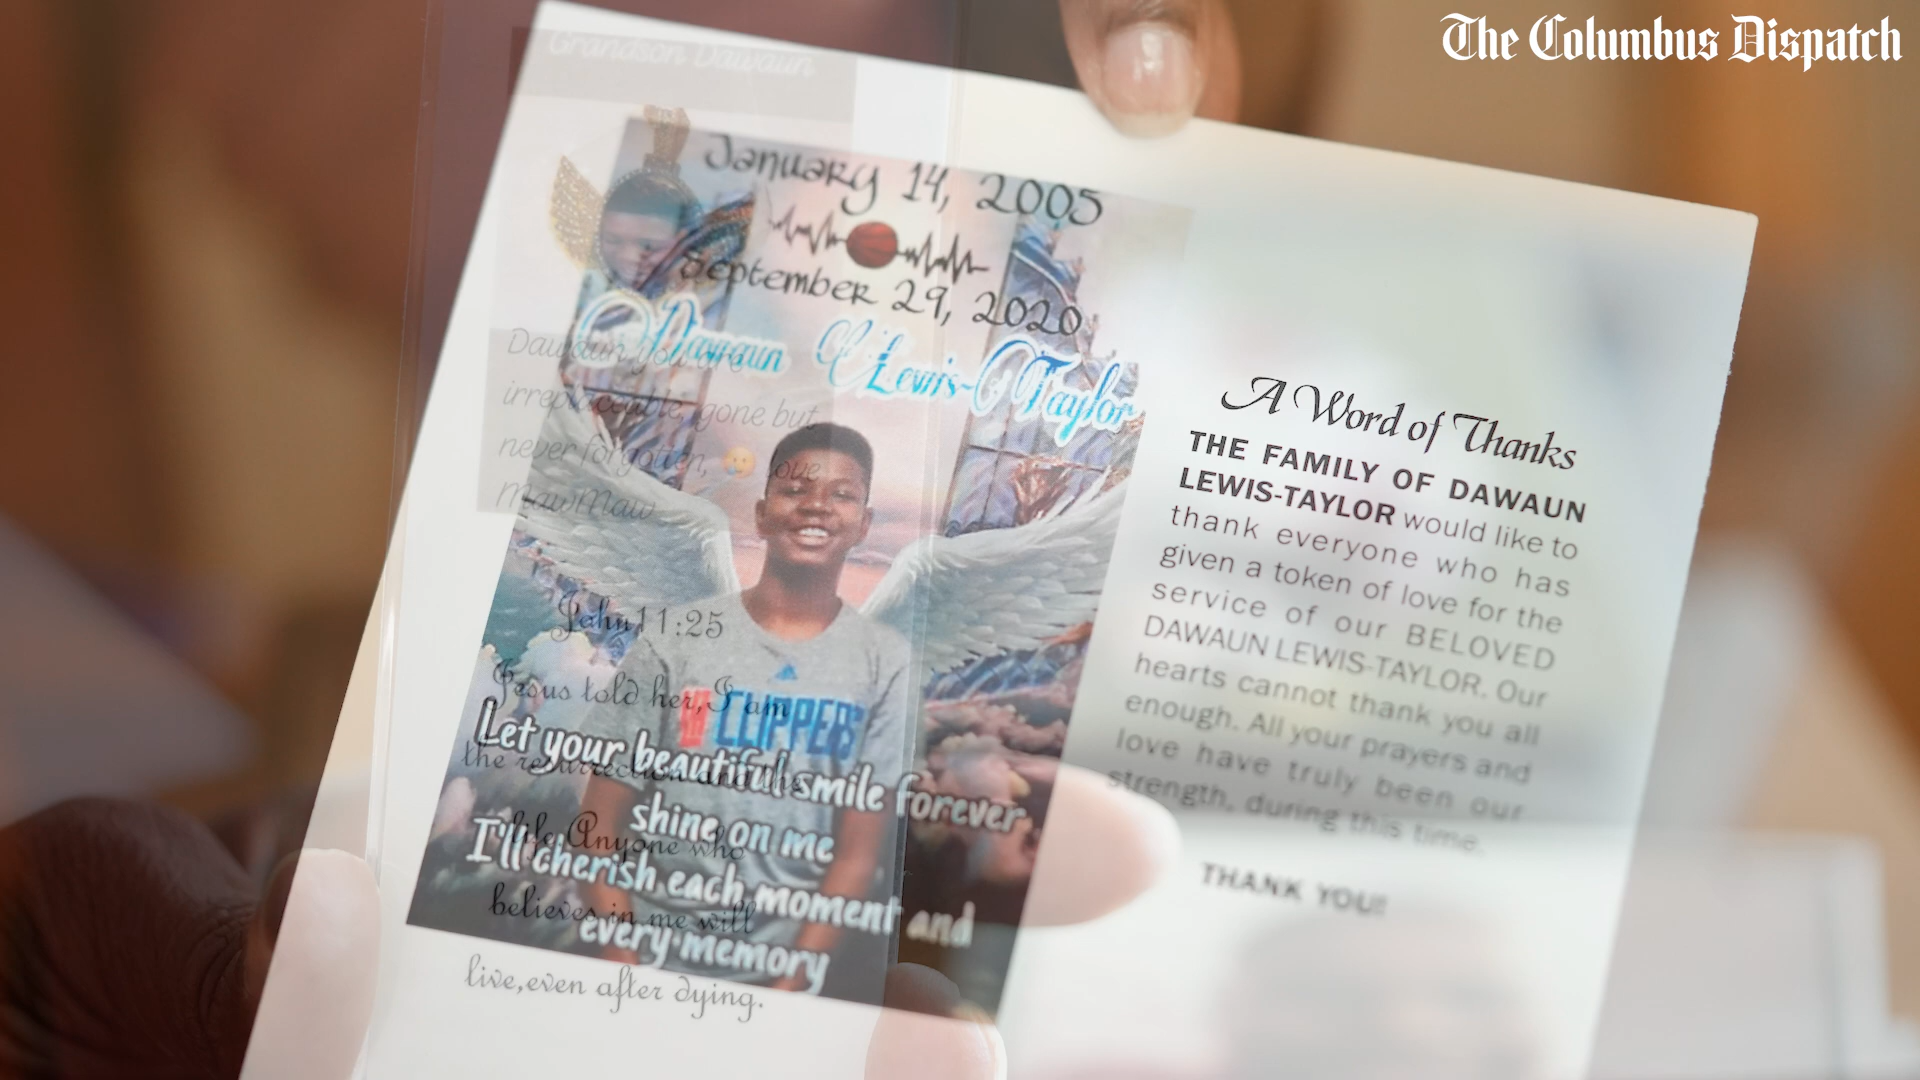 The Columbus Dispatch
Grandson Dawaun
January 14, 2005
September 29, 2020
Dawaun Lewis-Taylor
Dawaun you are
irreplaceable, gone but
never forgotten, 🥲 love
MawMaw
John 11:25
Jesus told her, I am
the resurrection and the
life. Anyone who
believes in me will
live, even after dying.
CLIPPERS
Let your beautiful smile forever
shine on me
I'll cherish each moment and
every memory
A Word of Thanks
THE FAMILY OF DAWAUN
LEWIS-TAYLOR would like to
thank everyone who has
given a token of love for the
service of our BELOVED
DAWAUN LEWIS-TAYLOR. Our
hearts cannot thank you all
enough. All your prayers and
love have truly been our
strength, during this time.
THANK YOU!